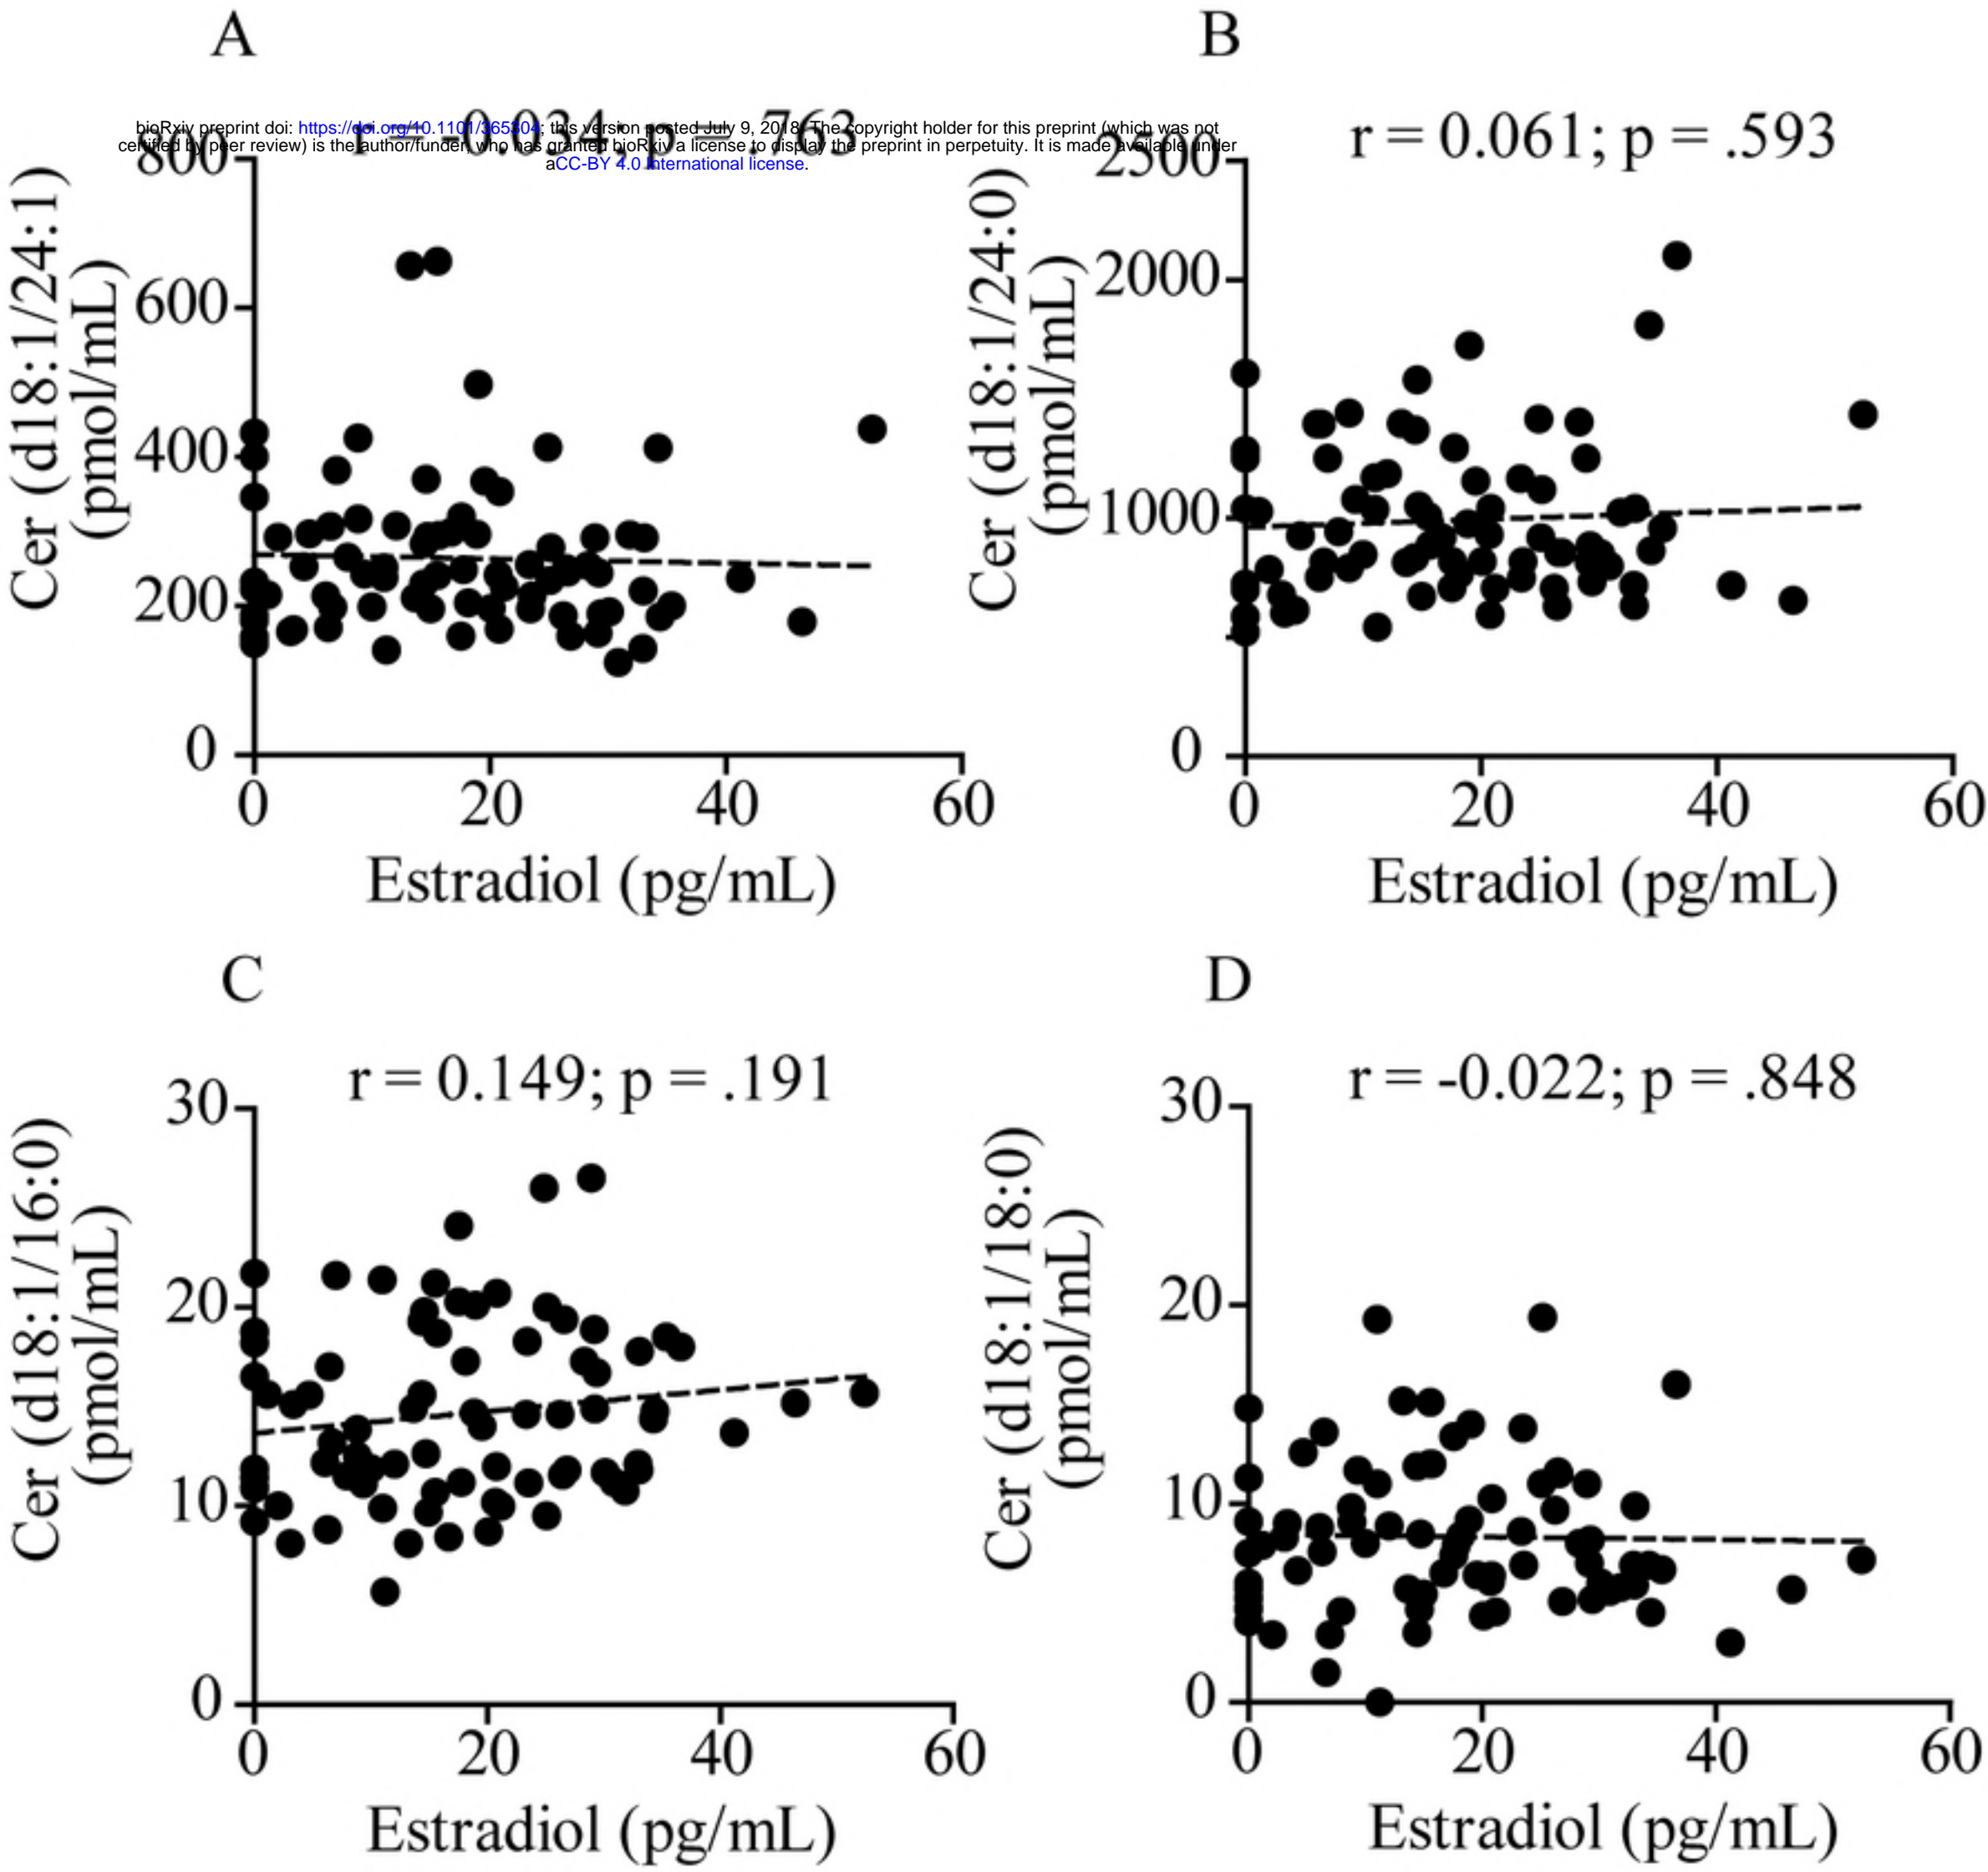 A
B
bioRxiv preprint doi: https://doi.org/10.1101/365304; this version posted July 9, 2018. The copyright holder for this preprint (which was not
certified by peer review) is the author/funder, who has granted bioRxiv a license to display the preprint in perpetuity. It is made available under
aCC-BY 4.0 International license.
r = -0.034; p = .763
Cer (d18:1/24:1)
(pmol/mL)
800
600
400
200
0
0 20 40 60
Estradiol (pg/mL)
r = 0.061; p = .593
Cer (d18:1/24:0)
(pmol/mL)
2500
2000
1000
0
0 20 40 60
Estradiol (pg/mL)
C
r = 0.149; p = .191
Cer (d18:1/16:0)
(pmol/mL)
30
20
10
0
0 20 40 60
Estradiol (pg/mL)
D
r = -0.022; p = .848
Cer (d18:1/18:0)
(pmol/mL)
30
20
10
0
0 20 40 60
Estradiol (pg/mL)